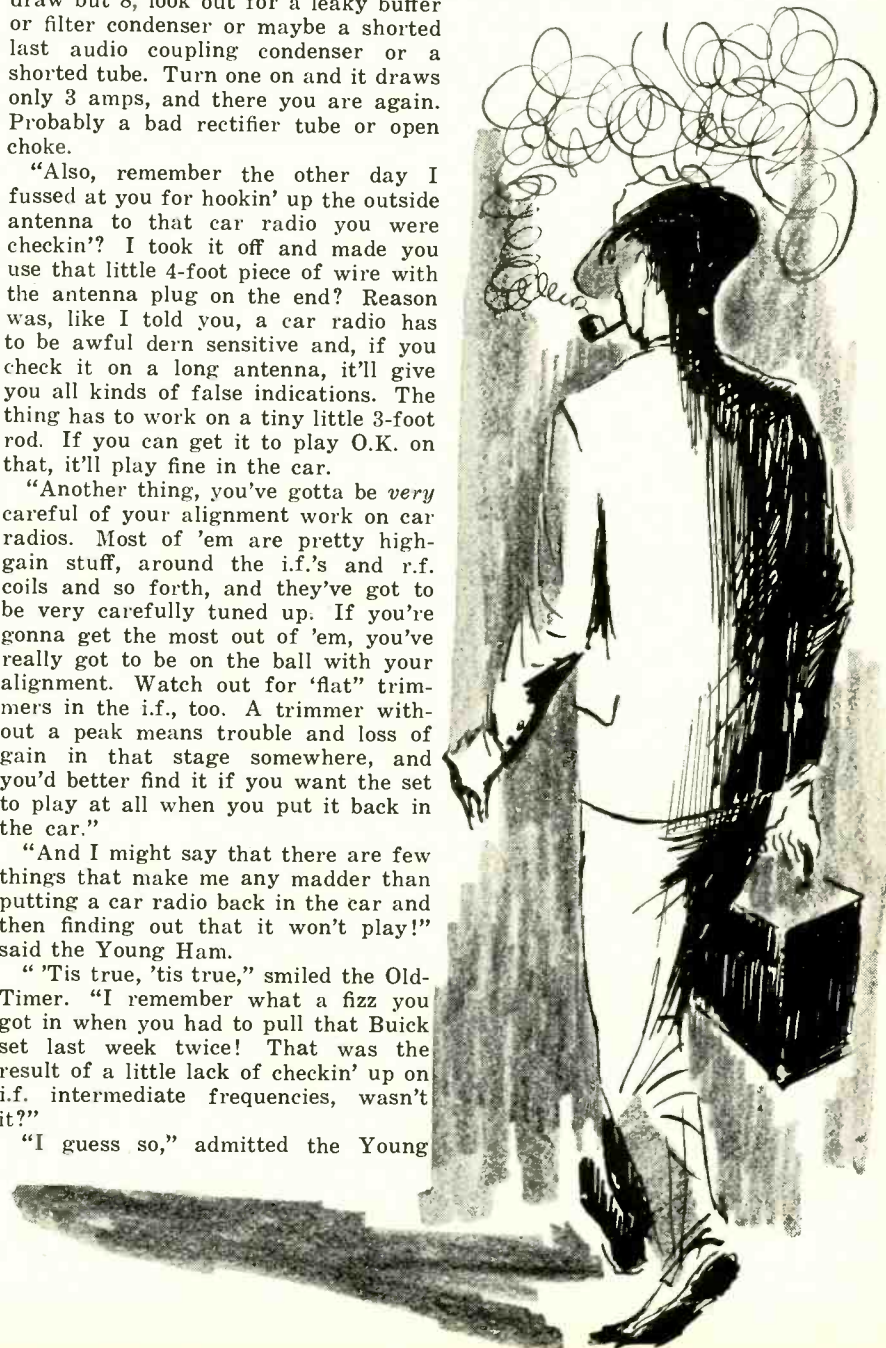 draw but 8, look out for a leaky buffer
or filter condenser or maybe a shorted
last audio coupling condenser or a
shorted tube. Turn one on and it draws
only 3 amps, and there you are again.
Probably a bad rectifier tube or open
choke.
“Also, remember the other day I
fussed at you for hookin’ up the outside
antenna to that car radio you were
checkin’? I took it off and made you
use that little 4-foot piece of wire with
the antenna plug on the end? Reason
was, like I told you, a car radio has
to be awful dern sensitive and, if you
check it on a long antenna, it’ll give
you all kinds of false indications. The
thing has to work on a tiny little 3-foot
rod. If you can get it to play O.K. on
that, it’ll play fine in the car.
“Another thing, you’ve gotta be very
careful of your alignment work on car
radios. Most of ’em are pretty high-
gain stuff, around the i.f.’s and r.f.
coils and so forth, and they’ve got to
be very carefully tuned up. If you’re
gonna get the most out of ’em, you’ve
really got to be on the ball with your
alignment. Watch out for ‘flat” trim-
mers in the i.f., too. A trimmer with-
out a peak means trouble and loss of
gain in that stage somewhere, and
you’d better find it if you want the set
to play at all when you put it back in
the car.”
“And I might say that there are few
things that make me any madder than
putting a car radio back in the car and
then finding out that it won’t play!”
said the Young Ham.
“ ’Tis true, ’tis true,” smiled the Old-
Timer. “I remember what a fizz you
got in when you had to pull that Buick
set last week twice! That was the
result of a little lack of checkin’ up on
i.f. intermediate frequencies, wasn’t
it?”
“I guess so,” admitted the Young